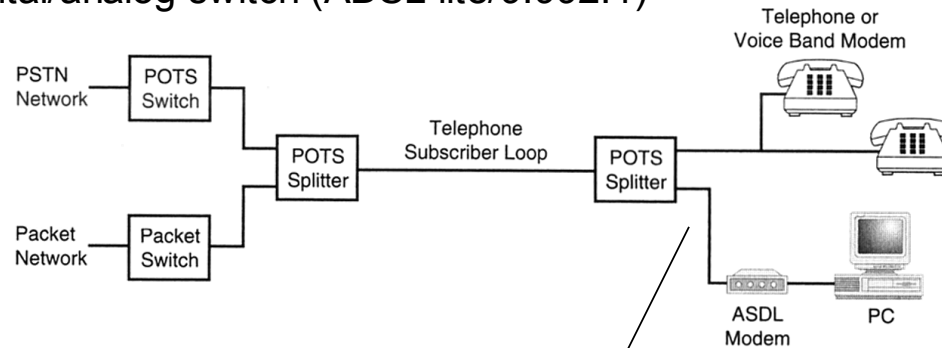 Telephone or
Voice Band Modem
PSTN
Network
POTS
Switch
Telephone
Subscriber Loop
POTS
Splitter
POTS
Splitter
Packet
Network
Packet
Switch
ASDL
Modem
PC